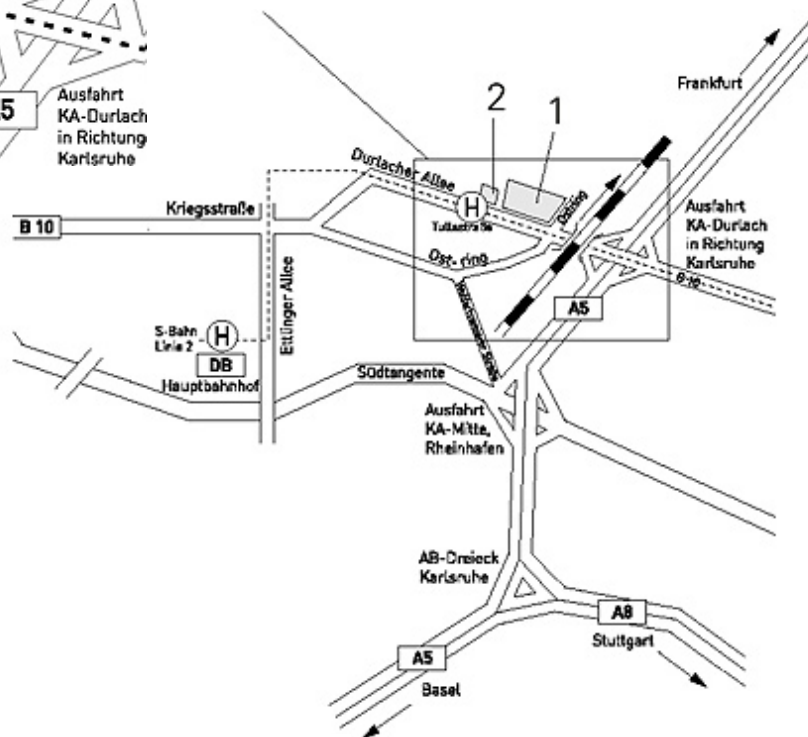 5
Ausfahrt
KA-Durlach
in Richtung
Karlsruhe
2
1
Frankfurt
Durlacher Allee
H
Tullastraße
Ostring
Kriegsstraße
B 10
Ausfahrt
KA-Durlach
in Richtung
Karlsruhe
Ost- ring
B 10
Ettlinger Allee
A5
S-Bahn
Linie 2
H
DB
Hauptbahnhof
Südtangente
Ausfahrt
KA-Mitte,
Rheinhafen
AB-Dreieck
Karlsruhe
A8
Stuttgart
A5
Basel